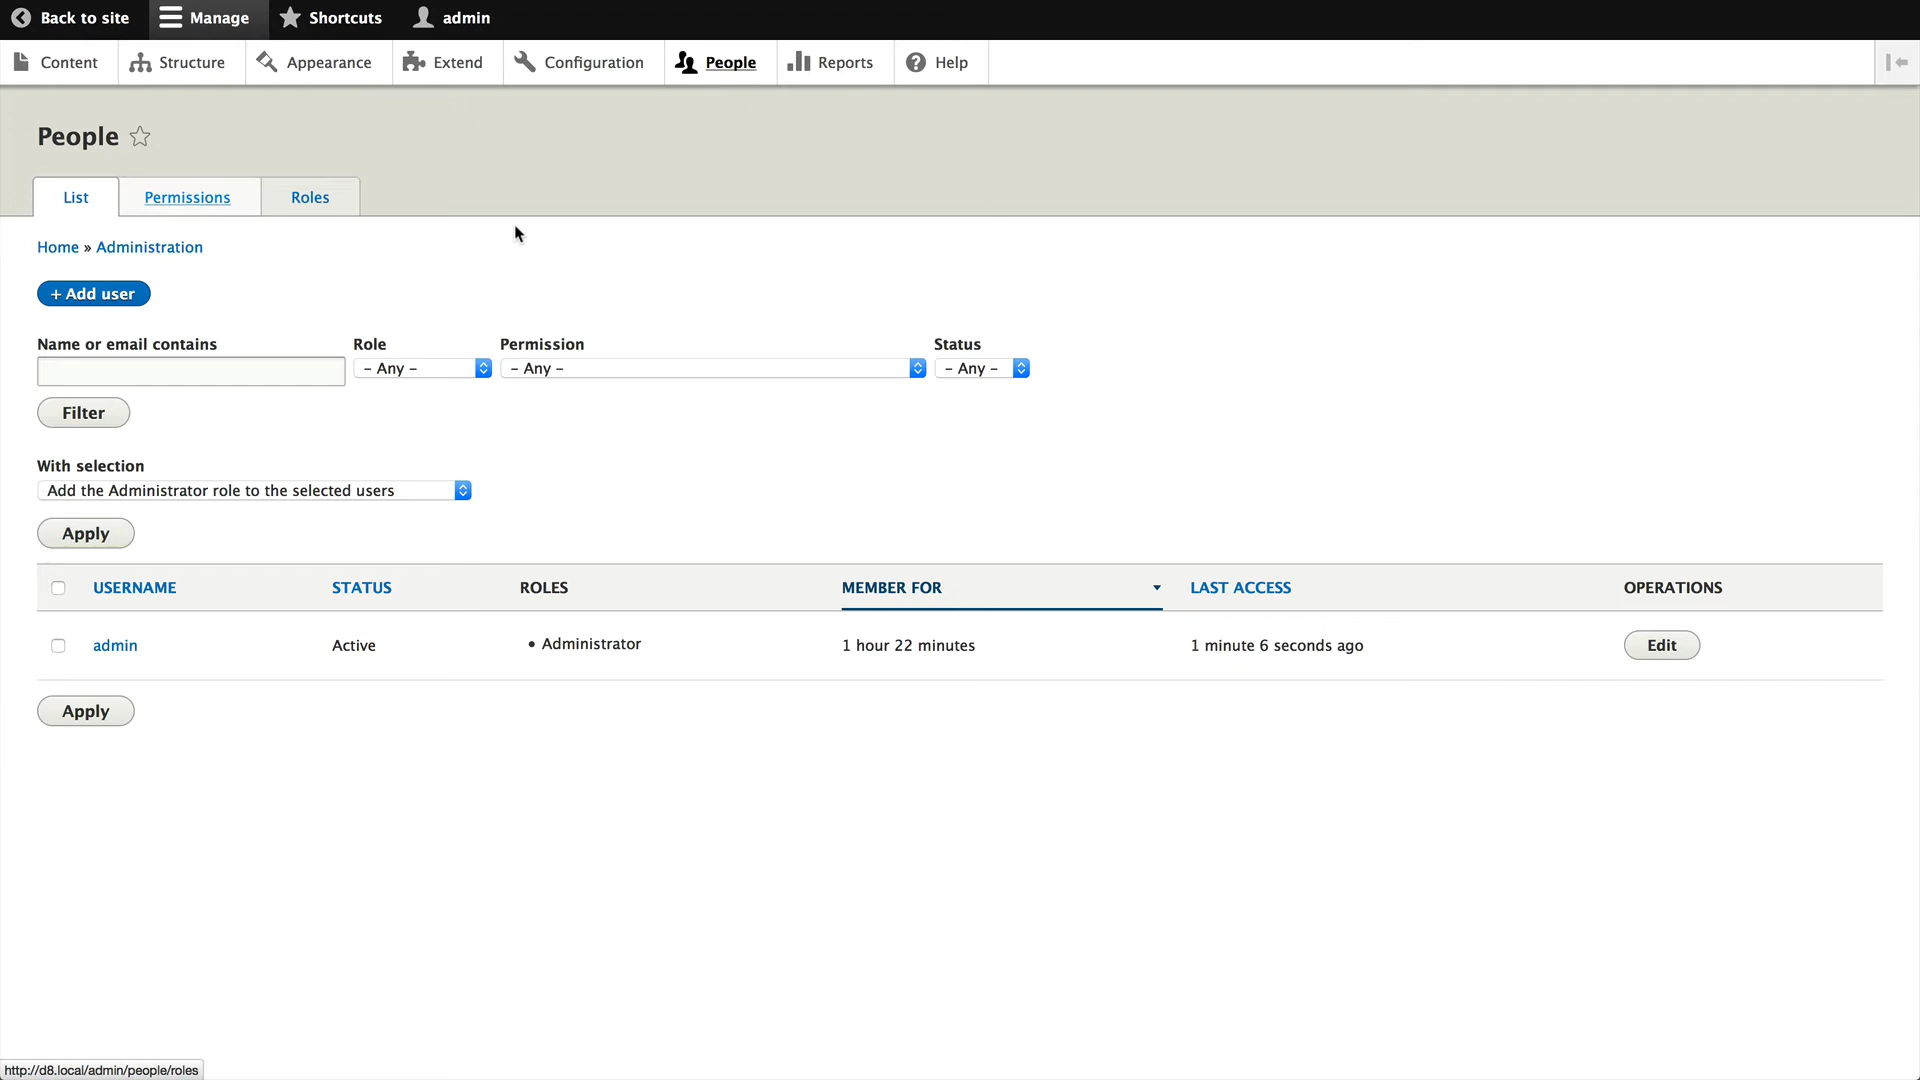 Back to site Manage Shortcuts admin
Content Structure Appearance Extend Configuration People Reports Help
People
List Permissions Roles
Home » Administration
+ Add user
Name or email contains Role Permission Status
– Any – – Any – – Any –
Filter
With selection
Add the Administrator role to the selected users
Apply
USERNAME STATUS ROLES MEMBER FOR LAST ACCESS OPERATIONS
admin Active • Administrator 1 hour 22 minutes 1 minute 6 seconds ago Edit
Apply
http://d8.local/admin/people/roles